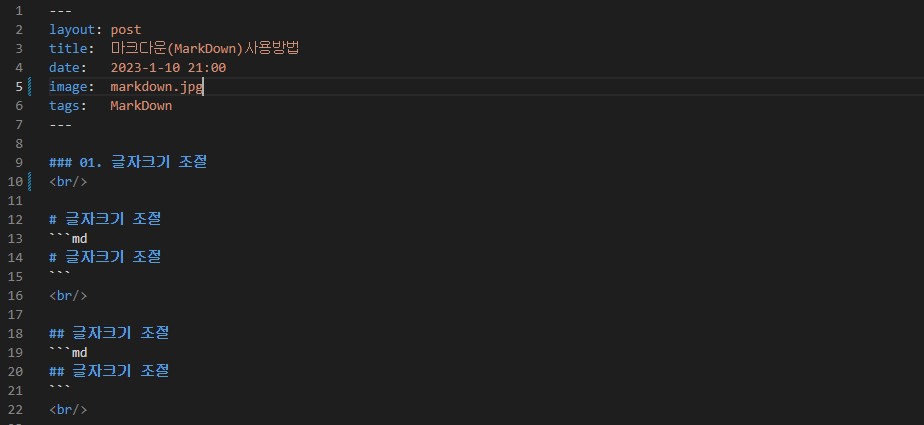 1 ---
2 layout: post
3 title:  마크다운(MarkDown)사용방법
4 date:   2023-1-10 21:00
5 image:  markdown.jpg
6 tags:   MarkDown
7 ---
8
9 ### 01. 글자크기 조절
10 <br/>
11
12 # 글자크기 조절
13 ```md
14 # 글자크기 조절
15 ```
16 <br/>
17
18 ## 글자크기 조절
19 ```md
20 ## 글자크기 조절
21 ```
22 <br/>